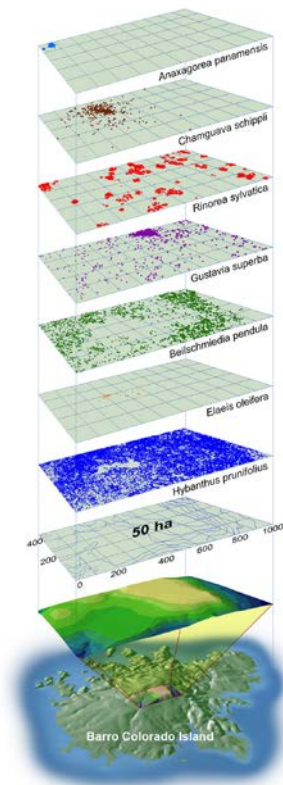 Anaxagorea panamensis
Chamguava schippii
Rinorea sylvatica
Gustavia superba
Beilschmiedia pendula
Elaeis oleifera
Hybanthus prunifolius
50 ha
400
200
0
0
200
400
600
800
1000
Barro Colorado Island